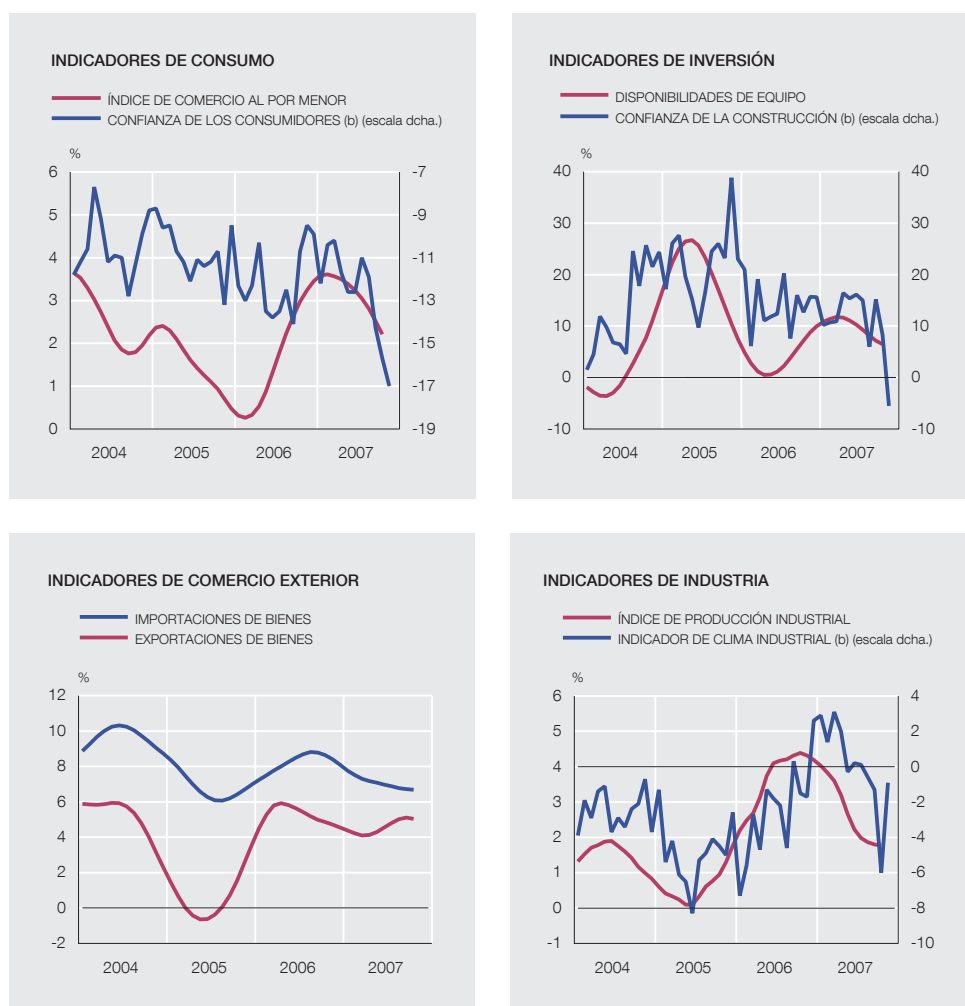 INDICADORES DE CONSUMO
ÍNDICE DE COMERCIO AL POR MENOR
CONFIANZA DE LOS CONSUMIDORES (b) (escala dcha.)
%
6 -7
5 -9
4 -11
3 -13
2 -15
1 -17
0 -19
2004 2005 2006 2007
INDICADORES DE INVERSIÓN
DISPONIBILIDADES DE EQUIPO
CONFIANZA DE LA CONSTRUCCIÓN (b) (escala dcha.)
%
40 40
30 30
20 20
10 10
0 0
-10 -10
2004 2005 2006 2007
INDICADORES DE COMERCIO EXTERIOR
IMPORTACIONES DE BIENES
EXPORTACIONES DE BIENES
%
12
10
8
6
4
2
0
-2
2004 2005 2006 2007
INDICADORES DE INDUSTRIA
ÍNDICE DE PRODUCCIÓN INDUSTRIAL
INDICADOR DE CLIMA INDUSTRIAL (b) (escala dcha.)
%
6 4
5 2
4 0
3 -2
2 -4
1 -6
0 -8
-1 -10
2004 2005 2006 2007